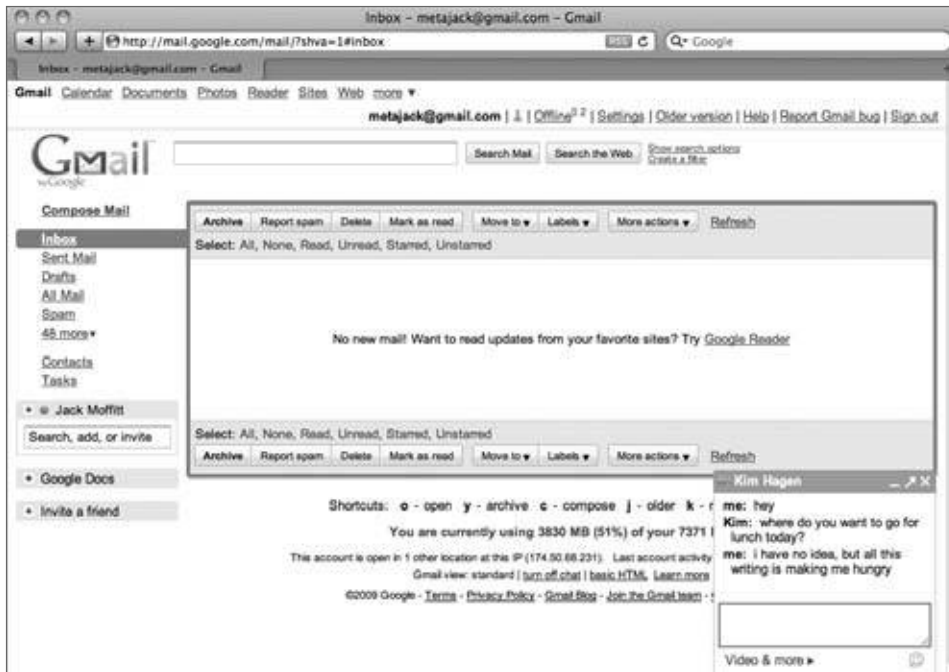 Inbox – metajack@gmail.com – Gmail
http://mail.google.com/mail/?shva=1#inbox RSS Google
Inbox – metajack@gmail.com – Gmail
Gmail Calendar Documents Photos Reader Sites Web more ▼
metajack@gmail.com | Offline 0.2 | Settings | Older version | Help | Report Gmail bug | Sign out
Gmail by Google
Search Mail Search the Web Show search options
Create a filter
Compose Mail
Inbox
Sent Mail
Drafts
All Mail
Spam
48 more ▾
Contacts
Tasks
Jack Moffitt
Search, add, or invite
Google Docs
Invite a friend
Archive Report spam Delete Mark as read Move to ▾ Labels ▾ More actions ▾ Refresh
Select: All, None, Read, Unread, Starred, Unstarred
No new mail! Want to read updates from your favorite sites? Try Google Reader
Select: All, None, Read, Unread, Starred, Unstarred
Archive Report spam Delete Mark as read Move to ▾ Labels ▾ More actions ▾ Refresh
Shortcuts: o - open y - archive c - compose j - older k -
You are currently using 3830 MB (51%) of your 7371
This account is open in 1 other location at this IP (174.50.68.231). Last account activity
Gmail view: standard | turn off chat | basic HTML Learn more
©2009 Google - Terms - Privacy Policy - Gmail Blog - Join the Gmail team -
Kim Hagen
me: hey
Kim: where do you want to go for
lunch today?
me: i have no idea, but all this
writing is making me hungry
Video & more ▸